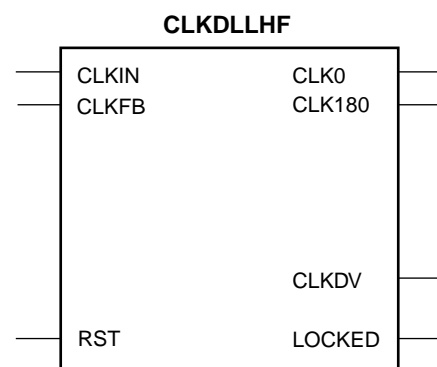 CLKDLLHF
CLKIN CLK0
CLKFB CLK180
CLKDV
RST LOCKED